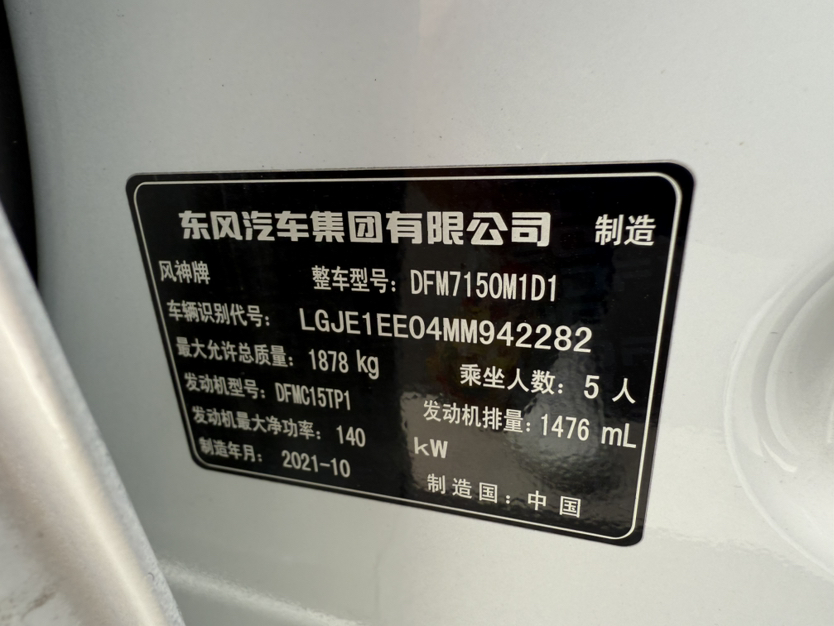 东风汽车集团有限公司 制造
风神牌 整车型号：DFM7150M1D1
车辆识别代号：LGJE1EE04MM942282
最大允许总质量：1878 kg 乘坐人数：5 人
发动机型号：DFMC15TP1 发动机排量：1476 mL
发动机最大净功率：140 kW
制造年月：2021-10 制造国：中国